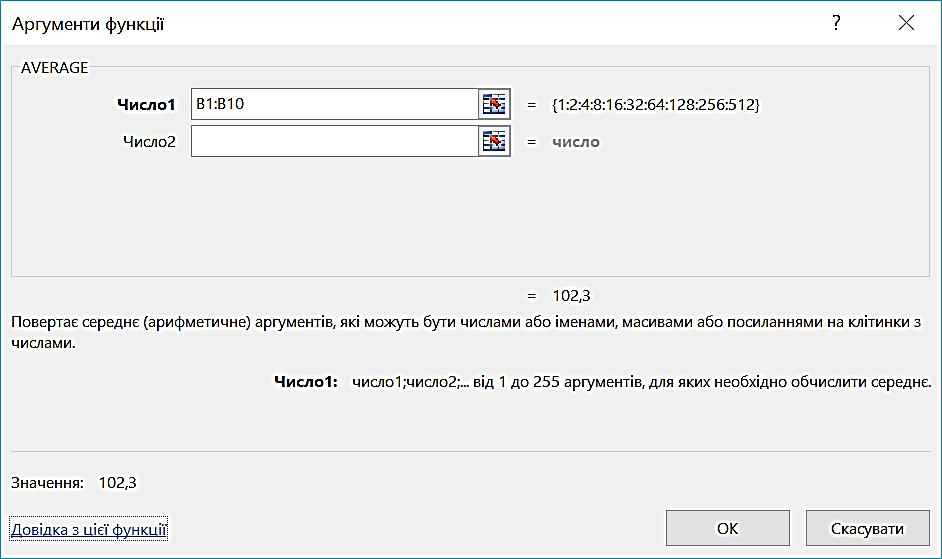 Аргументи функції ?
AVERAGE
Число1 B1:B10 = {1:2:4:8:16:32:64:128:256:512}
Число2 = число
= 102,3
Повертає середнє (арифметичне) аргументів, які можуть бути числами або іменами, масивами або посиланнями на клітинки з
числами.
Число1: число1;число2;... від 1 до 255 аргументів, для яких необхідно обчислити середнє.
Значення: 102,3
Довідка з цієї функції OK Скасувати